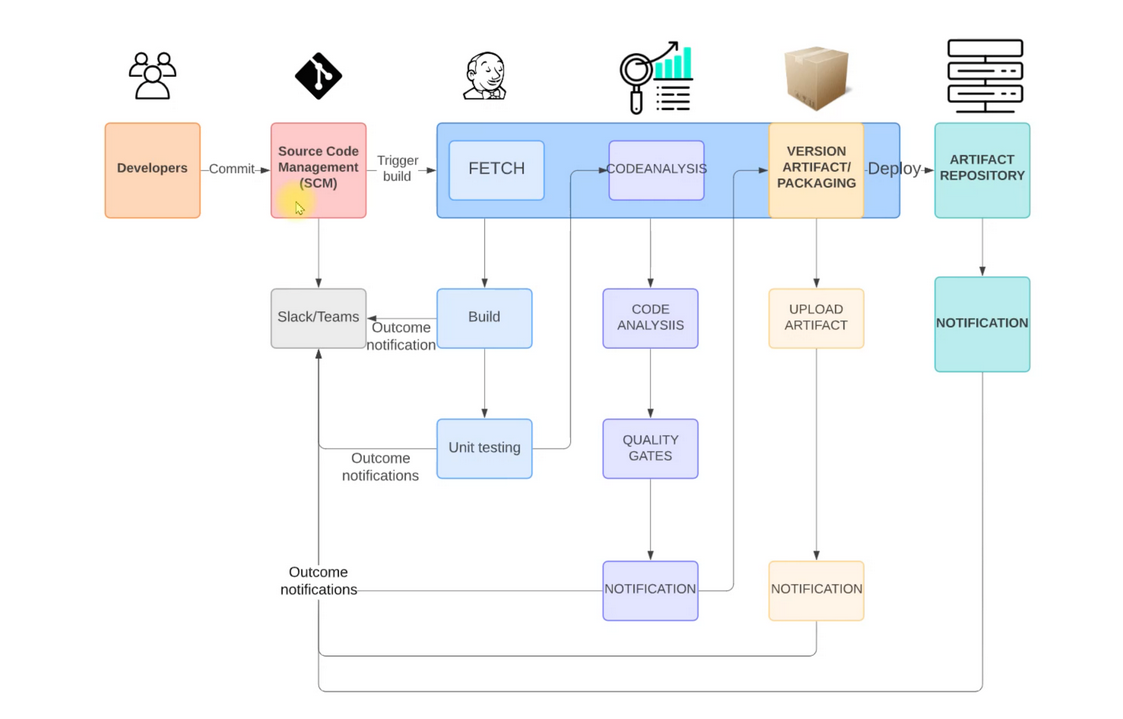 Developers
Commit
Source Code
Management
(SCM)
Trigger
build
FETCH
CODEANALYSIS
VERSION
ARTIFACT/
PACKAGING
Deploy
ARTIFACT
REPOSITORY
Slack/Teams
Outcome
notification
Build
CODE
ANALYSIIS
UPLOAD
ARTIFACT
NOTIFICATION
Outcome
notifications
Unit testing
QUALITY
GATES
Outcome
notifications
NOTIFICATION
NOTIFICATION